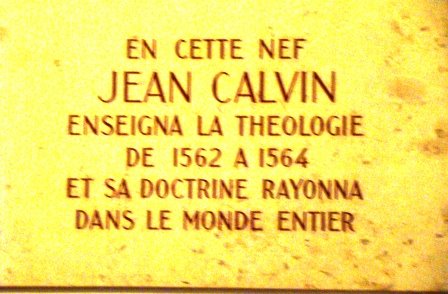 EN CETTE NEF
JEAN CALVIN
ENSEIGNA LA THEOLOGIE
DE 1562 A 1564
ET SA DOCTRINE RAYONNA
DANS LE MONDE ENTIER